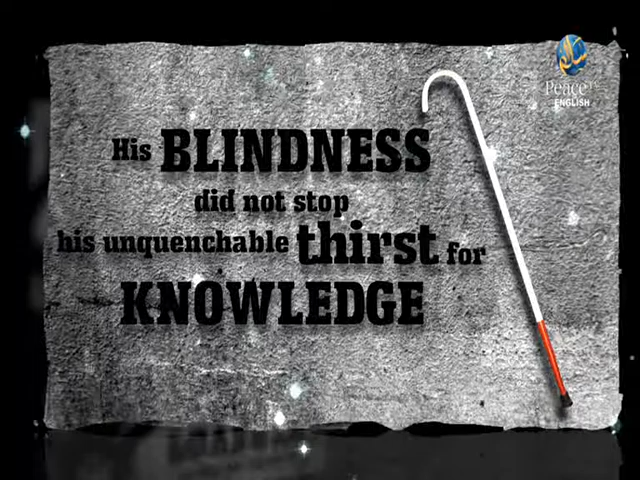 Peace TV
ENGLISH
His BLINDNESS
did not stop
his unquenchable thirst for
KNOWLEDGE